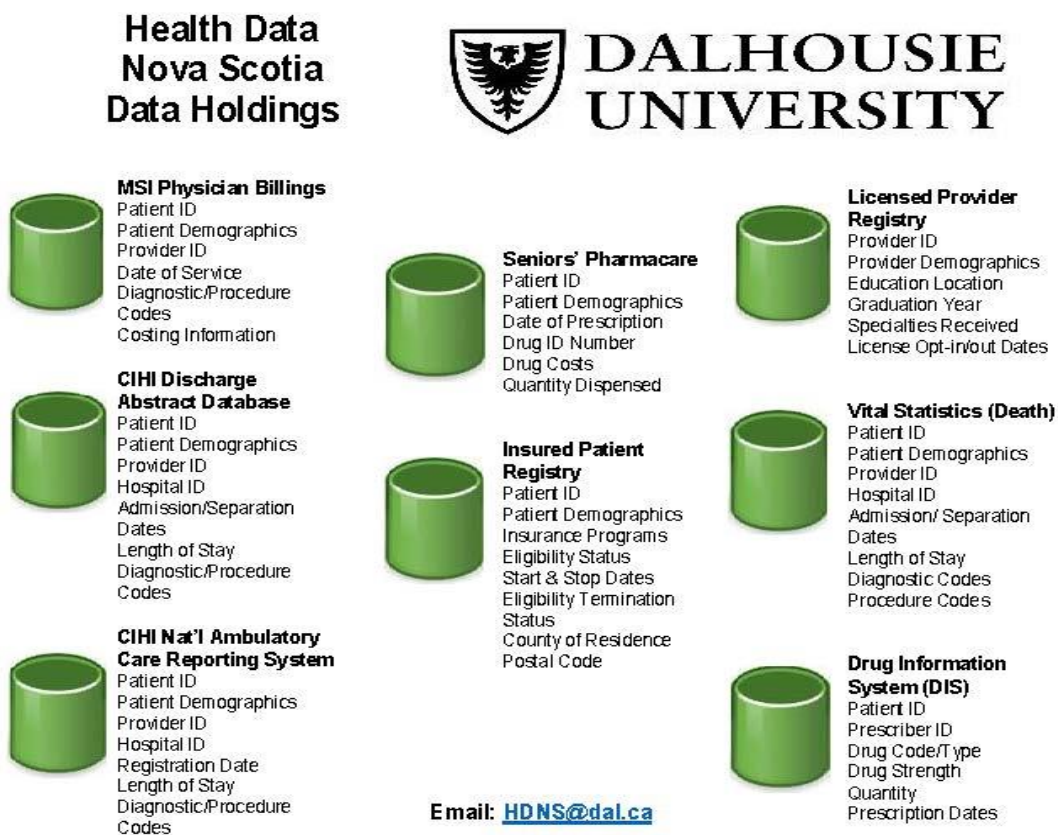 Health Data
Nova Scotia
Data Holdings
DALHOUSIE
UNIVERSITY
MSI Physician Billings
Patient ID
Patient Demographics
Provider ID
Date of Service
Diagnostic/Procedure
Codes
Costing Information
CIHI Discharge
Abstract Database
Patient ID
Patient Demographics
Provider ID
Hospital ID
Admission/Separation
Dates
Length of Stay
Diagnostic/Procedure
Codes
CIHI Nat'l Ambulatory
Care Reporting System
Patient ID
Patient Demographics
Provider ID
Hospital ID
Registration Date
Length of Stay
Diagnostic/Procedure
Codes
Seniors' Pharmacare
Patient ID
Patient Demographics
Date of Prescription
Drug ID Number
Drug Costs
Quantity Dispensed
Insured Patient
Registry
Patient ID
Patient Demographics
Insurance Programs
Eligibility Status
Start & Stop Dates
Eligibility Termination
Status
County of Residence
Postal Code
Email: HDNS@dal.ca
Licensed Provider
Registry
Provider ID
Provider Demographics
Education Location
Graduation Year
Specialties Received
License Opt-in/out Dates
Vital Statistics (Death)
Patient ID
Patient Demographics
Provider ID
Hospital ID
Admission/ Separation
Dates
Length of Stay
Diagnostic Codes
Procedure Codes
Drug Information
System (DIS)
Patient ID
Prescriber ID
Drug Code/Type
Drug Strength
Quantity
Prescription Dates